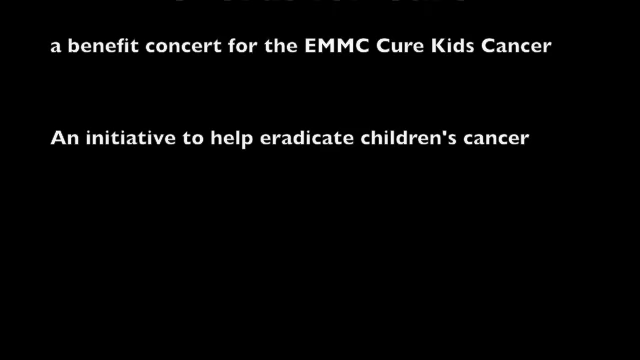 a benefit concert for the EMMC Cure Kids Cancer
An initiative to help eradicate children's cancer